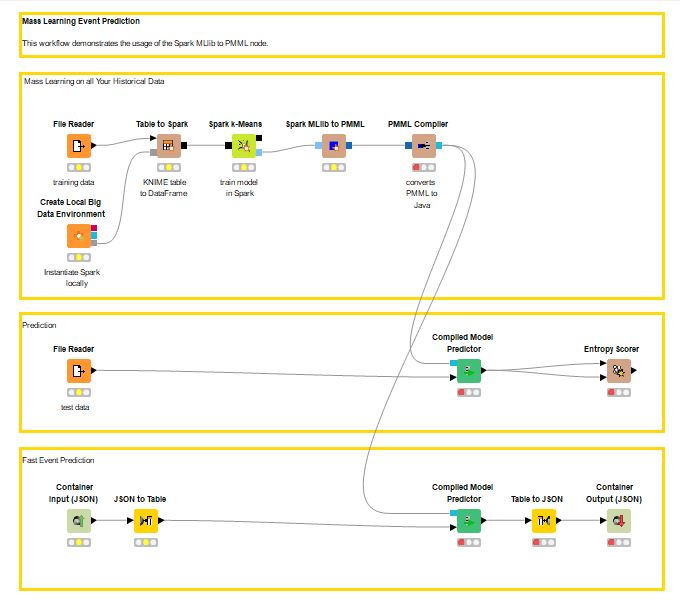 Mass Learning Event Prediction
This workflow demonstrates the usage of the Spark MLlib to PMML node.
Mass Learning on all Your Historical Data
File Reader
training data
Table to Spark
KNIME table
to DataFrame
Spark k-Means
train model
in Spark
Spark MLlib to PMML
PMML Compiler
converts
PMML to
Java
Create Local Big
Data Environment
Instantiate Spark
locally
Prediction
File Reader
test data
Compiled Model
Predictor
Entropy Scorer
Fast Event Prediction
Container
Input (JSON)
JSON to Table
Compiled Model
Predictor
Table to JSON
Container
Output (JSON)